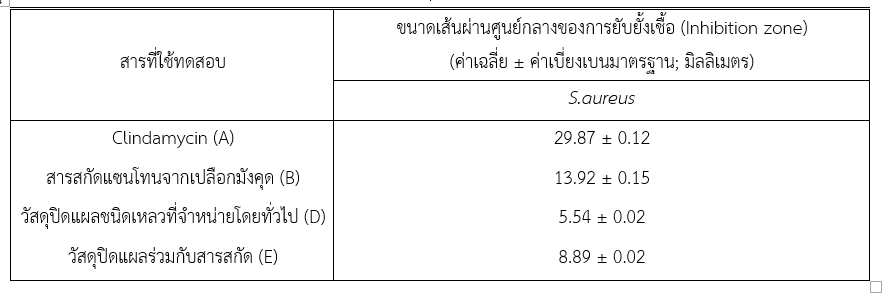 สารที่ใช้ทดสอบ
ขนาดเส้นผ่านศูนย์กลางของการยับยั้งเชื้อ (Inhibition zone)
(ค่าเฉลี่ย ± ค่าเบี่ยงเบนมาตรฐาน; มิลลิเมตร)
S.aureus
Clindamycin (A) 29.87 ± 0.12
สารสกัดแซนโทนจากเปลือกมังคุด (B) 13.92 ± 0.15
วัสดุปิดแผลชนิดเหลวที่จำหน่ายโดยทั่วไป (D) 5.54 ± 0.02
วัสดุปิดแผลร่วมกับสารสกัด (E) 8.89 ± 0.02